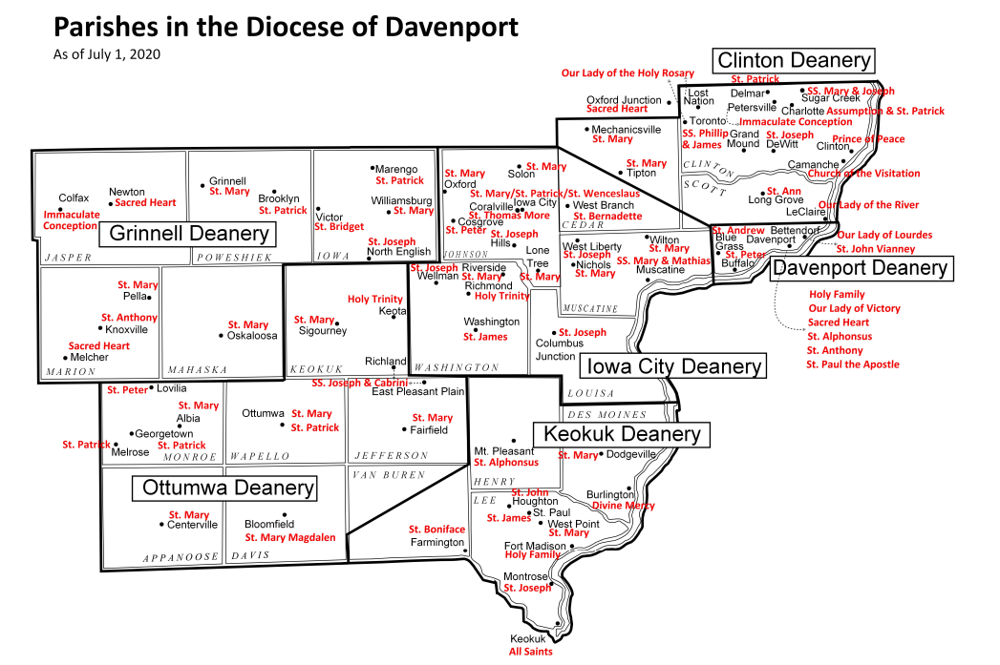 Parishes in the Diocese of Davenport
As of July 1, 2020
Clinton Deanery
Our Lady of the Holy Rosary
St. Patrick
Lost
Nation
Delmar
SS. Mary & Joseph
Sugar Creek
Oxford Junction
Sacred Heart
Petersville
Charlotte
Assumption & St. Patrick
Toronto
Immaculate Conception
Mechanicsville
St. Mary
SS. Phillip
& James
Grand
Mound
St. Joseph
DeWitt
Prince of Peace
Clinton
Camanche
Church of the Visitation
CLINTON
SCOTT
St. Mary
Tipton
St. Ann
Long Grove
Our Lady of the River
LeClaire
Marengo
St. Patrick
St. Mary
Oxford
St. Mary
Solon
Newton
Sacred Heart
Colfax
Immaculate
Conception
Grinnell
St. Mary
Brooklyn
St. Patrick
Williamsburg
St. Mary
Victor
St. Bridget
St. Mary/St. Patrick/St. Wenceslaus
Coralville
Iowa City
St. Thomas More
Cosgrove
St. Peter
St. Joseph
Hills
West Branch
St. Bernadette
CEDAR
Grinnell Deanery
St. Joseph
North English
JASPER
POWESHIEK
IOWA
JOHNSON
Lone
Tree
St. Mary
West Liberty
St. Joseph
Nichols
St. Mary
Wilton
St. Mary
SS. Mary & Mathias
Muscatine
St. Andrew
Blue
Grass
Bettendorf
Davenport
St. Peter
Buffalo
Our Lady of Lourdes
St. John Vianney
Davenport Deanery
Holy Family
Our Lady of Victory
Sacred Heart
St. Alphonsus
St. Anthony
St. Paul the Apostle
St. Joseph
Wellman
Riverside
St. Mary
Richmond
Holy Trinity
St. Mary
Pella
St. Anthony
Knoxville
Sacred Heart
Melcher
MARION
St. Mary
Oskaloosa
MAHASKA
Holy Trinity
Keota
St. Mary
Sigourney
Richland
KEOKUK
Washington
St. James
WASHINGTON
MUSCATINE
St. Joseph
Columbus
Junction
Iowa City Deanery
LOUISA
SS. Joseph & Cabrini
East Pleasant Plain
St. Peter
Lovilia
St. Mary
Albia
Georgetown
St. Patrick
St. Patrick
Melrose
MONROE
Ottumwa
St. Mary
St. Patrick
WAPELLO
St. Mary
Fairfield
JEFFERSON
VAN BUREN
DES MOINES
Keokuk Deanery
Mt. Pleasant
St. Alphonsus
HENRY
St. Mary
Dodgeville
Ottumwa Deanery
St. Mary
Centerville
APPANOOSE
Bloomfield
St. Mary Magdalen
DAVIS
LEE
St. John
Houghton
St. James
St. Paul
West Point
St. Mary
Burlington
Divine Mercy
St. Boniface
Farmington
Fort Madison
Holy Family
Montrose
St. Joseph
Keokuk
All Saints